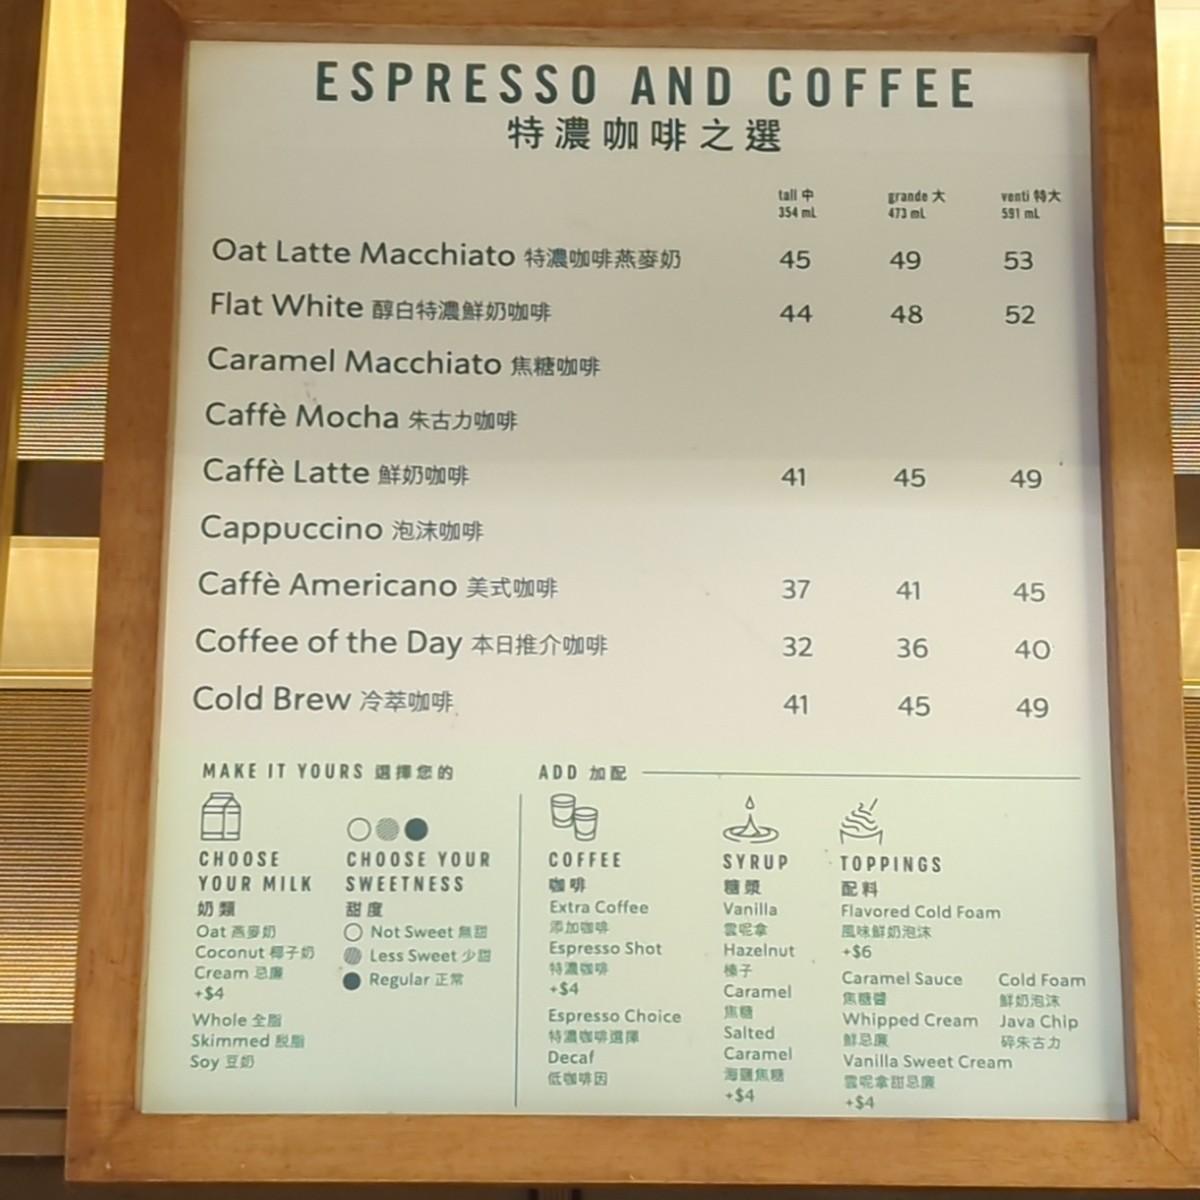 ESPRESSO AND COFFEE
特濃咖啡之選
tall 中 grande 大 venti 特大
354 mL 473 mL 591 mL
Oat Latte Macchiato 特濃咖啡燕麥奶 45 49 53
Flat White 醇白特濃鮮奶咖啡 44 48 52
Caramel Macchiato 焦糖咖啡
Caffè Mocha 朱古力咖啡
Caffè Latte 鮮奶咖啡 41 45 49
Cappuccino 泡沫咖啡
Caffè Americano 美式咖啡 37 41 45
Coffee of the Day 本日推介咖啡 32 36 40
Cold Brew 冷萃咖啡 41 45 49
MAKE IT YOURS 選擇您的
CHOOSE
YOUR MILK
奶類
Oat 燕麥奶
Coconut 椰子奶
Cream 忌廉
+$4
Whole 全脂
Skimmed 脫脂
Soy 豆奶
CHOOSE YOUR
SWEETNESS
甜度
Not Sweet 無甜
Less Sweet 少甜
Regular 正常
ADD 加配
COFFEE
咖啡
Extra Coffee
添加咖啡
Espresso Shot
特濃咖啡
+$4
Espresso Choice
特濃咖啡選擇
Decaf
低咖啡因
SYRUP
糖漿
Vanilla
雲呢拿
Hazelnut
榛子
Caramel
焦糖
Salted
Caramel
海鹽焦糖
+$4
TOPPINGS
配料
Flavored Cold Foam
風味鮮奶泡沫
+$6
Caramel Sauce
焦糖醬
Whipped Cream
鮮忌廉
Vanilla Sweet Cream
雲呢拿甜忌廉
+$4
Cold Foam
鮮奶泡沫
Java Chip
碎朱古力